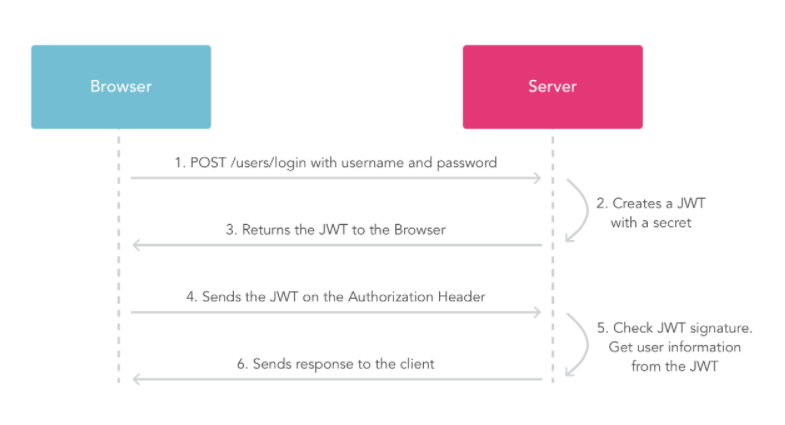 Browser
Server
1. POST /users/login with username and password
2. Creates a JWT
with a secret
3. Returns the JWT to the Browser
4. Sends the JWT on the Authorization Header
5. Check JWT signature.
Get user information
from the JWT
6. Sends response to the client